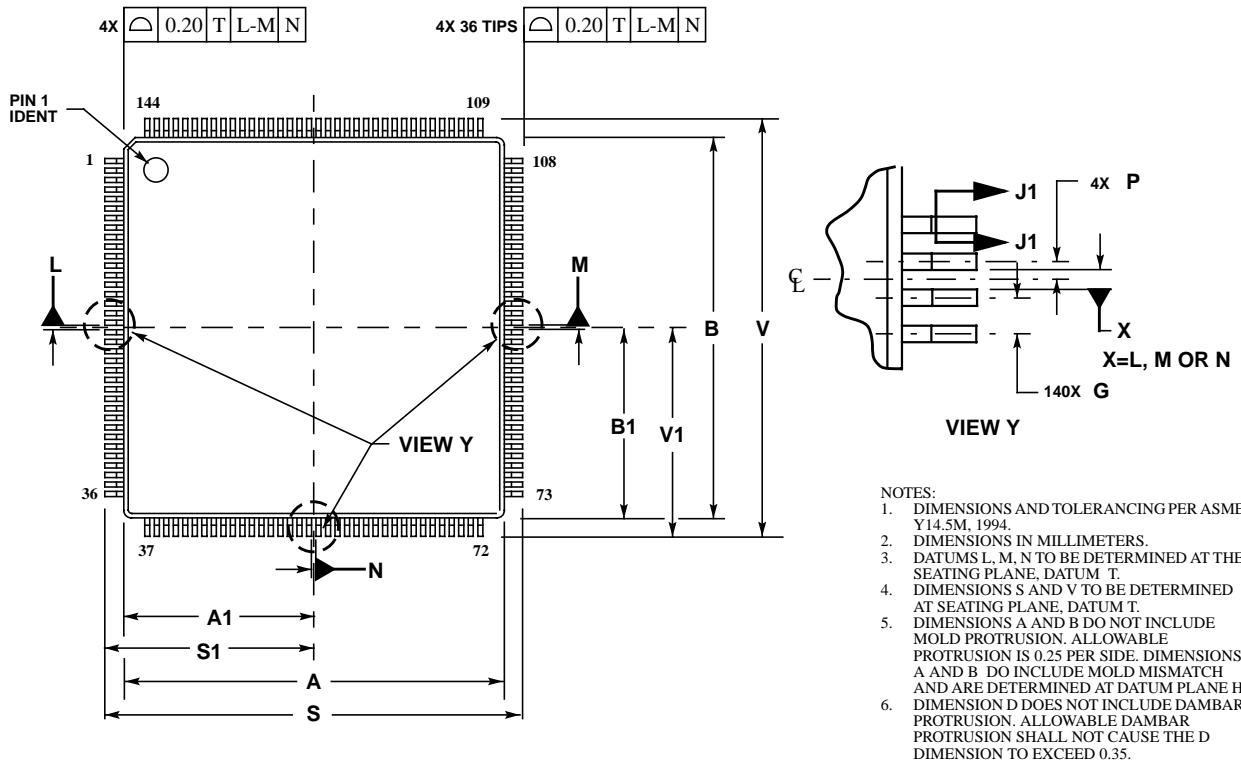 4X 0.20 T L-M N
4X 36 TIPS 0.20 T L-M N
PIN 1
IDENT
144
109
1
108
J1
4X P
J1
L
M
℄
B
V
X
X=L, M OR N
140X G
B1
V1
VIEW Y
VIEW Y
36
73
37
72
N
A1
S1
A
S
NOTES:
1. DIMENSIONS AND TOLERANCING PER ASME
Y14.5M, 1994.
2. DIMENSIONS IN MILLIMETERS.
3. DATUMS L, M, N TO BE DETERMINED AT THE
SEATING PLANE, DATUM T.
4. DIMENSIONS S AND V TO BE DETERMINED
AT SEATING PLANE, DATUM T.
5. DIMENSIONS A AND B DO NOT INCLUDE
MOLD PROTRUSION. ALLOWABLE
PROTRUSION IS 0.25 PER SIDE. DIMENSIONS
A AND B DO INCLUDE MOLD MISMATCH
AND ARE DETERMINED AT DATUM PLANE H
6. DIMENSION D DOES NOT INCLUDE DAMBAR
PROTRUSION. ALLOWABLE DAMBAR
PROTRUSION SHALL NOT CAUSE THE D
DIMENSION TO EXCEED 0.35.